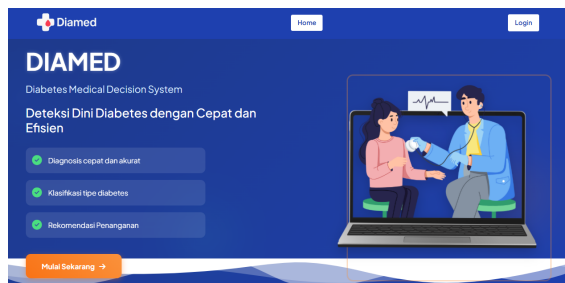 Diamed
Home
Login
DIAMED
Diabetes Medical Decision System
Deteksi Dini Diabetes dengan Cepat dan
Efisien
Diagnosis cepat dan akurat
Klasifikasi tipe diabetes
Rekomendasi Penanganan
Mulai Sekarang →